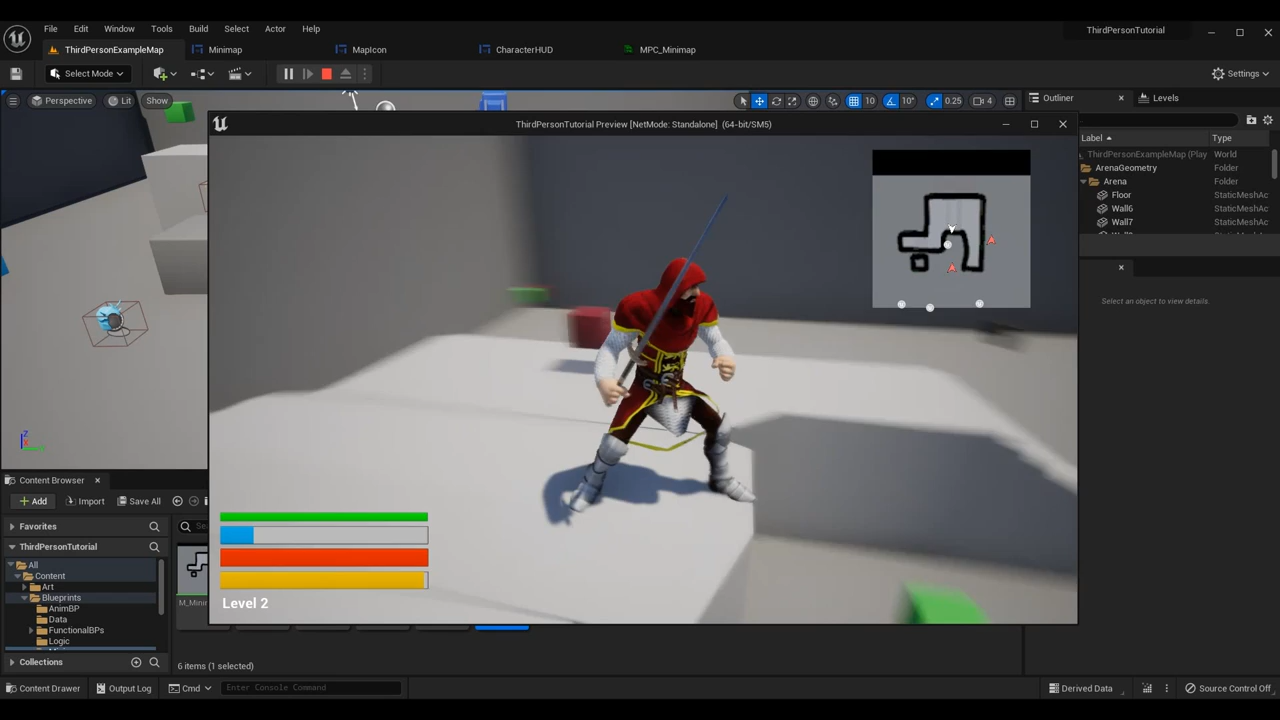 File Edit Window Tools Build Select Actor Help
ThirdPersonTutorial
ThirdPersonExampleMap Minimap MapIcon CharacterHUD MPC_Minimap
Select Mode
Settings
Perspective Lit Show
10 10° 0.25 4
Outliner Levels
ThirdPersonTutorial Preview [NetMode: Standalone] (64-bit/SM5)
Label Type
ThirdPersonExampleMap (Play World
ArenaGeometry Folder
Arena Folder
Floor StaticMeshAc
Wall6 StaticMeshAc
Wall7 StaticMeshAc
Select an object to view details.
Z
Content Browser
Add Import Save All
Favorites
ThirdPersonTutorial
All
Content
Art
Blueprints
AnimBP
Data
FunctionalBPs
Logic
Collections
Level 2
6 items (1 selected)
Content Drawer Output Log Cmd Enter Console Command
Derived Data Source Control Off